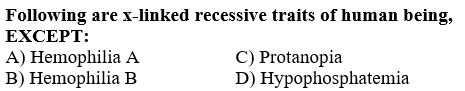 Following are x-linked recessive traits of human being,
EXCEPT:
A) Hemophilia A C) Protanopia
B) Hemophilia B D) Hypophosphatemia